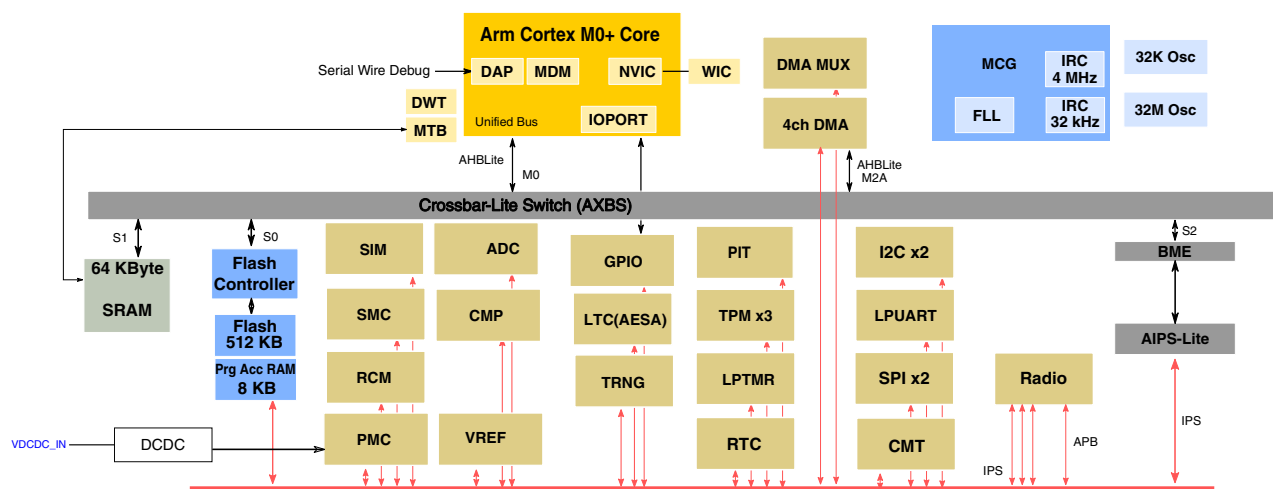 Arm Cortex M0+ Core
Serial Wire Debug
DAP
MDM
NVIC
WIC
DWT
MTB
Unified Bus
IOPORT
DMA MUX
4ch DMA
MCG
IRC
4 MHz
FLL
IRC
32 kHz
32K Osc
32M Osc
AHBLite
M0
AHBLite
M2A
Crossbar-Lite Switch (AXBS)
S1
S0
S2
64 KByte
SRAM
Flash
Controller
Flash
512 KB
Prg Acc RAM
8 KB
SIM
SMC
RCM
PMC
ADC
CMP
VREF
GPIO
LTC(AESA)
TRNG
PIT
TPM x3
LPTMR
RTC
I2C x2
LPUART
SPI x2
CMT
Radio
IPS
APB
BME
AIPS-Lite
IPS
VDCDC_IN
DCDC